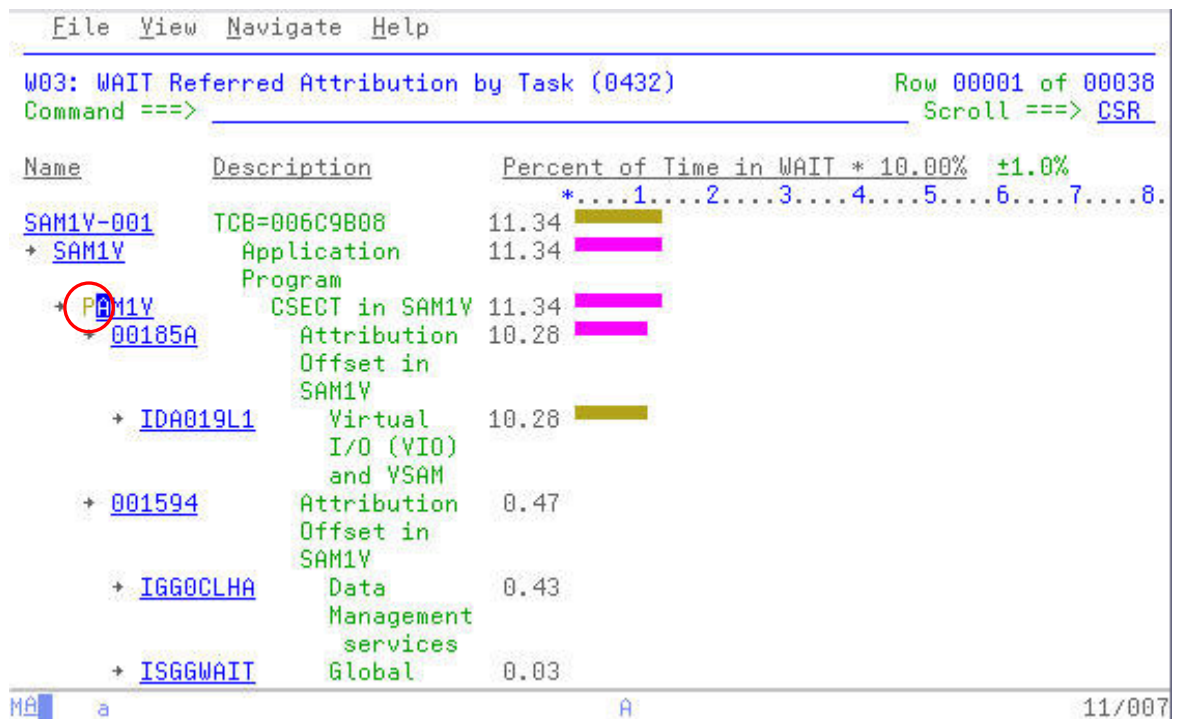 File View Navigate Help
W03: WAIT Referred Attribution by Task (0432) Row 00001 of 00038
Command ===> Scroll ===> CSR
Name Description Percent of Time in WAIT * 10.00% ±1.0%
*....1....2....3....4....5....6....7....8.
SAM1V-001 TCB=006C9B08 11.34
→ SAM1V Application 11.34
Program
→ PAM1V CSECT in SAM1V 11.34
→ 00185A Attribution 10.28
Offset in
SAM1V
→ IDA019L1 Virtual 10.28
I/O (VIO)
and VSAM
→ 001594 Attribution 0.47
Offset in
SAM1V
→ IGG0CLHA Data 0.43
Management
services
→ ISGGWAIT Global 0.03
MA a A 11/007